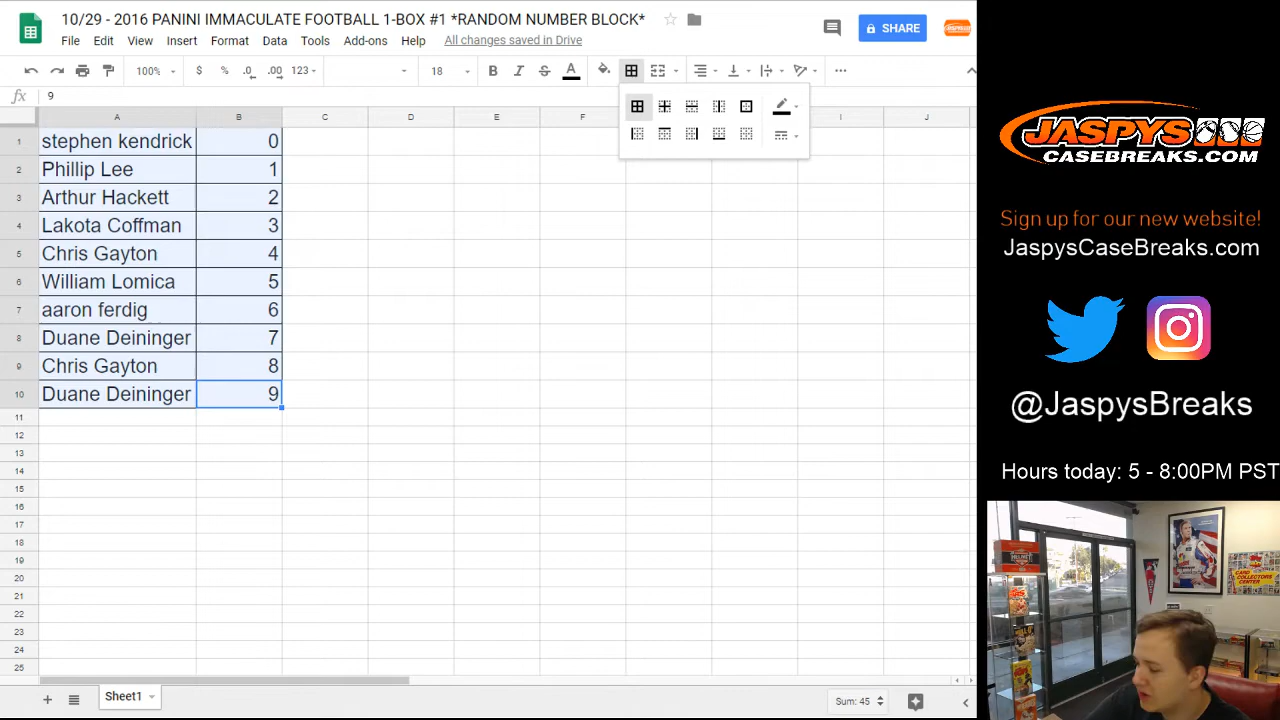 10/29 - 2016 PANINI IMMACULATE FOOTBALL 1-BOX #1 *RANDOM NUMBER BLOCK*
File Edit View Insert Format Data Tools Add-ons Help All changes saved in Drive
SHARE
100% $ % .0 .00 123 18 B I S A
fx 9
A B C D E F I J
1 stephen kendrick 0
2 Phillip Lee 1
3 Arthur Hackett 2
4 Lakota Coffman 3
5 Chris Gayton 4
6 William Lomica 5
7 aaron ferdig 6
8 Duane Deininger 7
9 Chris Gayton 8
10 Duane Deininger 9
11
12
13
14
15
16
17
18
19
20
21
22
23
24
25
Sheet1
Sum: 45
JASPYS
CASEBREAKS.COM
Sign up for our new website!
JaspysCaseBreaks.com
@JaspysBreaks
Hours today: 5 - 8:00PM PST
CARD
COLLECTORS
CENTER